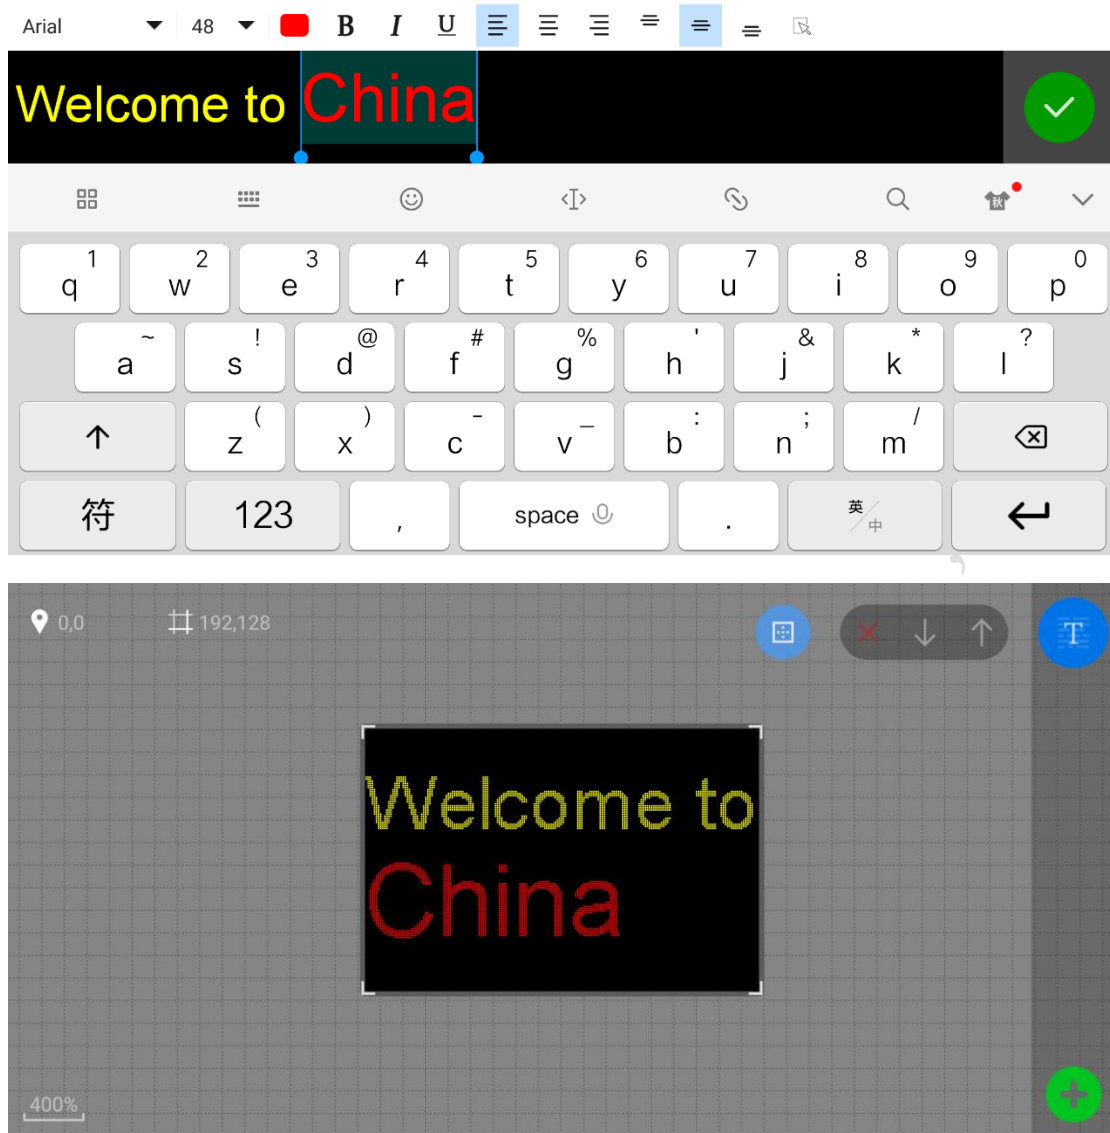 Arial 48 B I U
Welcome to China
秋
1 2 3 4 5 6 7 8 9 0
q w e r t y u i o p
~ ! @ # % ' & * ?
a s d f g h j k l
( ) - _ : ; /
z x c v b n m
符 123 , space . 英/中
0,0 192,128 T
Welcome to
China
400%